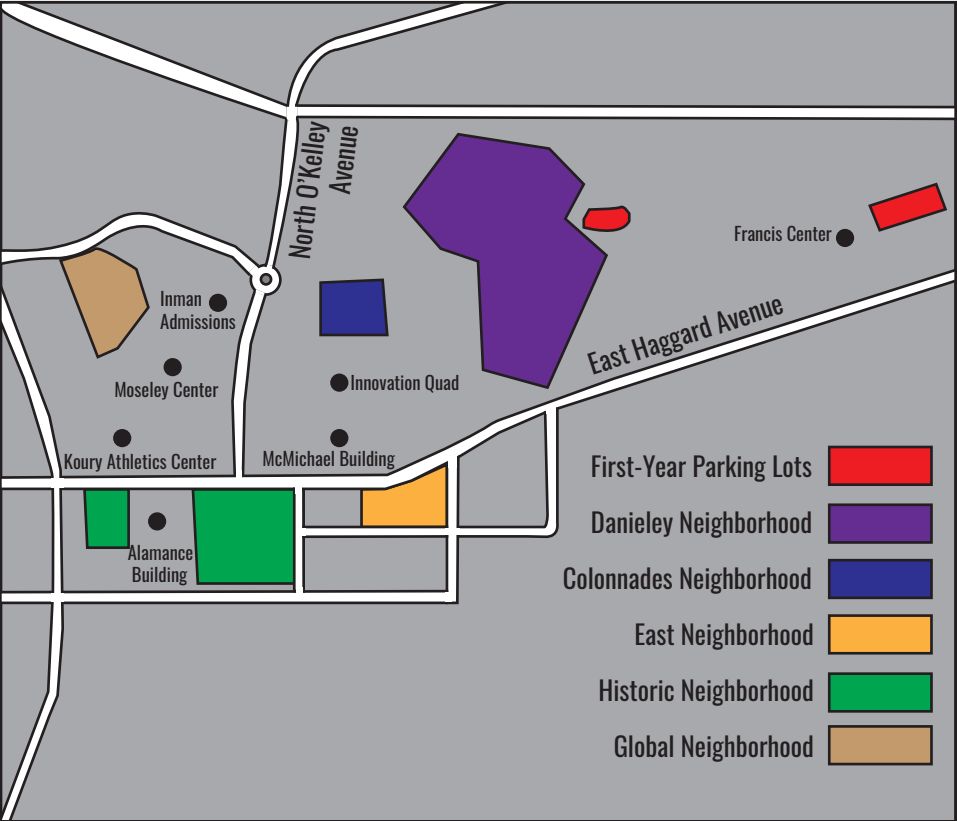 North O'Kelley
Avenue
Francis Center
Inman
Admissions
East Haggard Avenue
Moseley Center
Innovation Quad
Koury Athletics Center
McMichael Building
Alamance
Building
First-Year Parking Lots
Danieley Neighborhood
Colonnades Neighborhood
East Neighborhood
Historic Neighborhood
Global Neighborhood